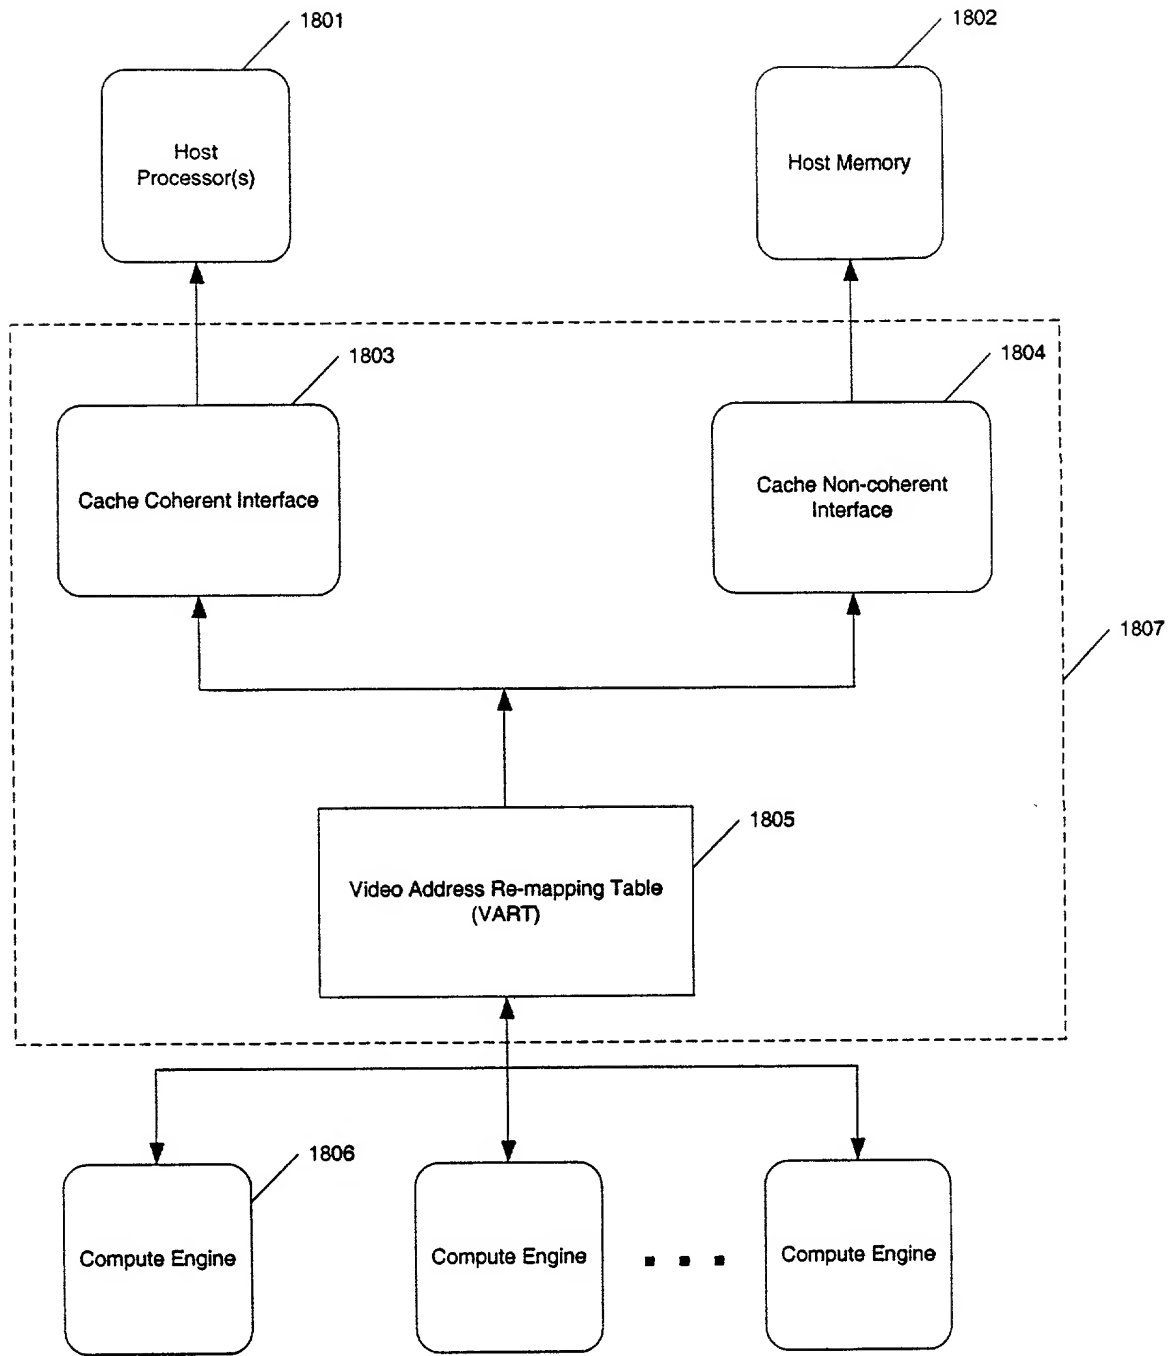 1801
1802
Host
Processor(s)
Host Memory
1803
1804
Cache Coherent Interface
Cache Non-coherent
Interface
1807
1805
Video Address Re-mapping Table
(VART)
1806
Compute Engine
Compute Engine
. . .
Compute Engine